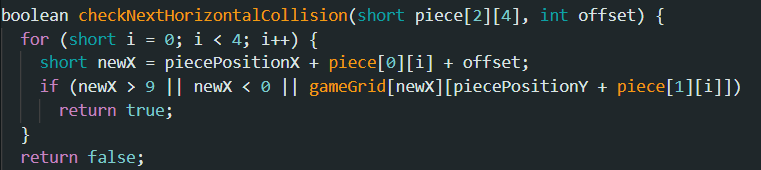 boolean checkNextHorizontalCollision(short piece[2][4], int offset) {
  for (short i = 0; i < 4; i++) {
    short newX = piecePositionX + piece[0][i] + offset;
    if (newX > 9 || newX < 0 || gameGrid[newX][piecePositionY + piece[1][i]])
      return true;
  }
  return false;